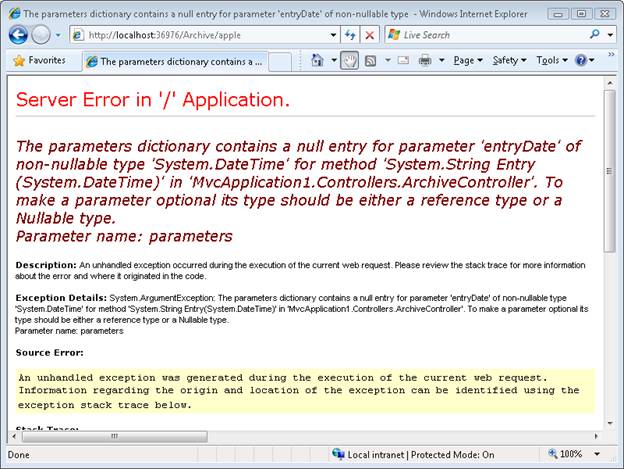 The parameters dictionary contains a null entry for parameter 'entryDate' of non-nullable type - Windows Internet Explorer
http://localhost:36976/Archive/apple
Live Search
Favorites
The parameters dictionary contains a ...
Page
Safety
Tools
Server Error in '/' Application.
The parameters dictionary contains a null entry for parameter 'entryDate' of
non-nullable type 'System.DateTime' for method 'System.String Entry
(System.DateTime)' in 'MvcApplication1.Controllers.ArchiveController'. To
make a parameter optional its type should be either a reference type or a
Nullable type.
Parameter name: parameters
Description: An unhandled exception occurred during the execution of the current web request. Please review the stack trace for more information
about the error and where it originated in the code.
Exception Details: System.ArgumentException: The parameters dictionary contains a null entry for parameter 'entryDate' of non-nullable type
'System.DateTime' for method 'System.String Entry(System.DateTime)' in 'MvcApplication1.Controllers.ArchiveController'. To make a parameter optional its
type should be either a reference type or a Nullable type.
Parameter name: parameters
Source Error:
An unhandled exception was generated during the execution of the current web request.
Information regarding the origin and location of the exception can be identified using the
exception stack trace below.
Stack Trace:
Done
Local intranet | Protected Mode: On
100%